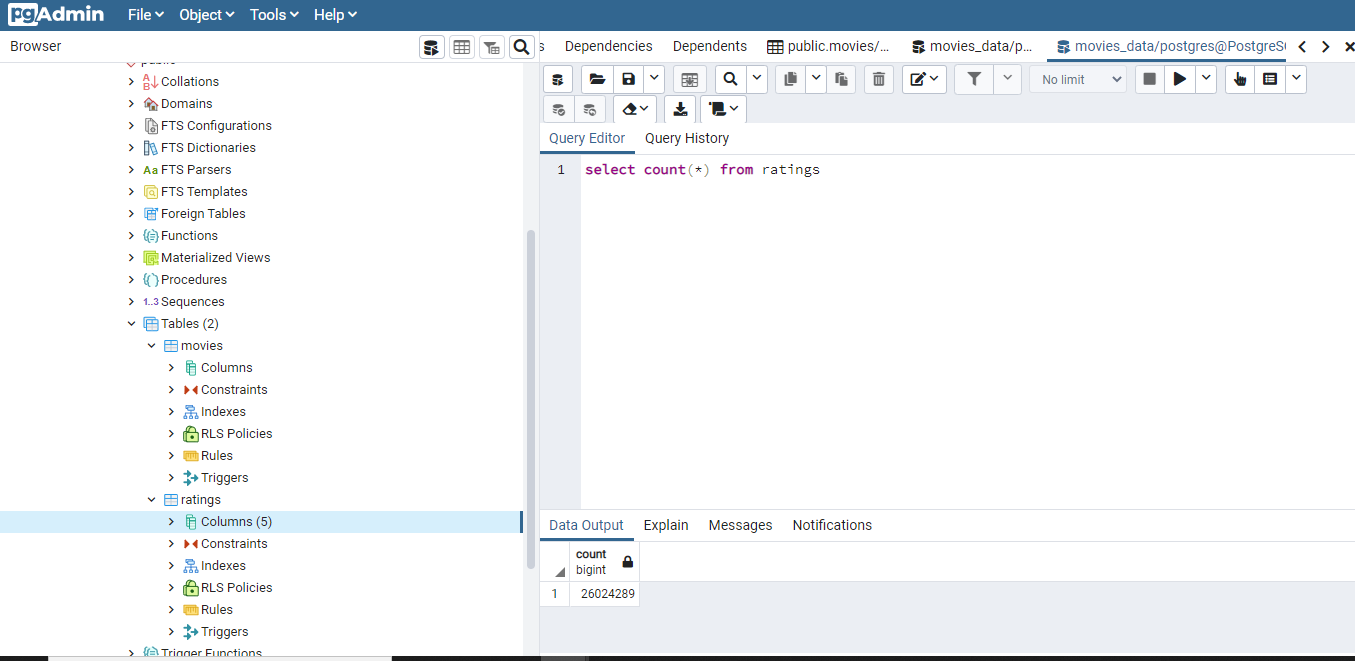 pgAdmin File Object Tools Help
Browser
s Dependencies Dependents public.movies/... movies_data/p... movies_data/postgres@PostgreS
No limit
Query Editor Query History
1 select count(*) from ratings
public
Collations
Domains
FTS Configurations
FTS Dictionaries
Aa FTS Parsers
FTS Templates
Foreign Tables
Functions
Materialized Views
Procedures
1..3 Sequences
Tables (2)
movies
Columns
Constraints
Indexes
RLS Policies
Rules
Triggers
ratings
Columns (5)
Constraints
Indexes
RLS Policies
Rules
Triggers
Trigger Functions
Data Output Explain Messages Notifications
count
bigint
1 26024289